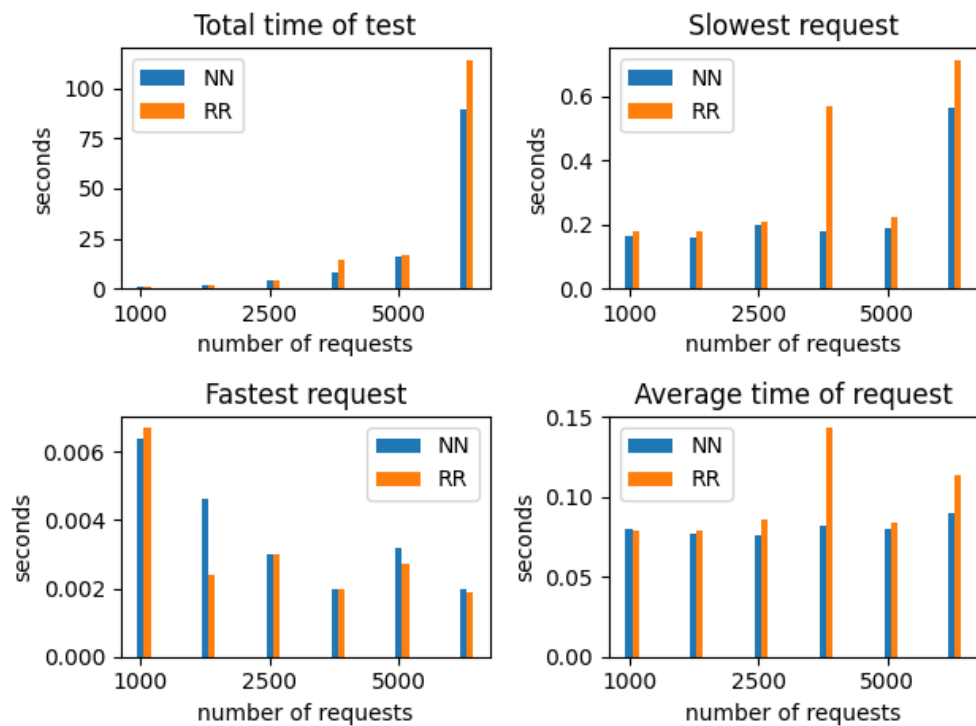 Total time of test
NN
RR
100
75
50
25
0
seconds
1000
2500
5000
number of requests
Slowest request
NN
RR
0.6
0.4
0.2
0.0
seconds
1000
2500
5000
number of requests
Fastest request
NN
RR
0.006
0.004
0.002
0.000
seconds
1000
2500
5000
number of requests
Average time of request
NN
RR
0.15
0.10
0.05
0.00
seconds
1000
2500
5000
number of requests